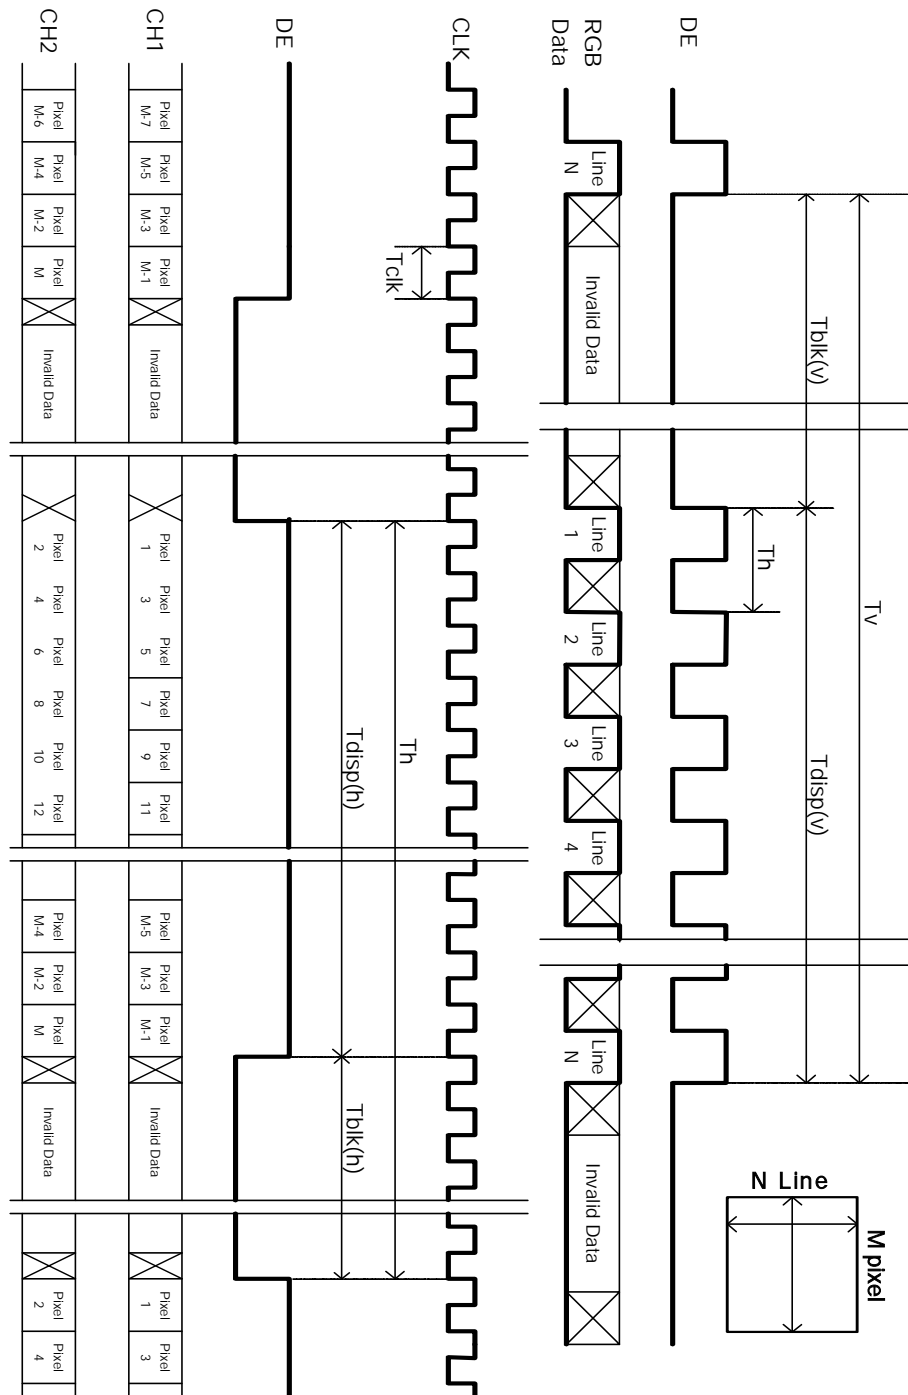 Tv
Tblk(v)
Tdisp(v)
Th
DE
RGB
Data
Line
N
Invalid Data
Line
1
Line
2
Line
3
Line
4
Line
N
Invalid Data
N Line
M pixel
CLK
Tclk
Th
Tdisp(h)
Tblk(h)
DE
CH1
Pixel
M-7
Pixel
M-5
Pixel
M-3
Pixel
M-1
Invalid Data
Pixel
1
Pixel
3
Pixel
5
Pixel
7
Pixel
9
Pixel
11
Pixel
M-5
Pixel
M-3
Pixel
M-1
Invalid Data
Pixel
1
Pixel
3
CH2
Pixel
M-6
Pixel
M-4
Pixel
M-2
Pixel
M
Invalid Data
Pixel
2
Pixel
4
Pixel
6
Pixel
8
Pixel
10
Pixel
12
Pixel
M-4
Pixel
M-2
Pixel
M
Invalid Data
Pixel
2
Pixel
4